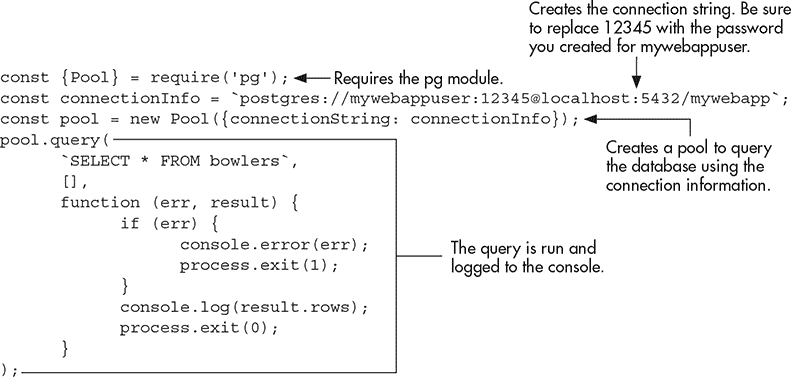 Creates the connection string. Be sure
to replace 12345 with the password
you created for mywebappuser.
const {Pool} = require('pg'); Requires the pg module.
const connectionInfo = `postgres://mywebappuser:12345@localhost:5432/mywebapp`;
const pool = new Pool({connectionString: connectionInfo});
Creates a pool to query
the database using the
connection information.
pool.query(
`SELECT * FROM bowlers`,
[],
function (err, result) {
if (err) {
console.error(err);
process.exit(1);
}
console.log(result.rows);
process.exit(0);
}
);
The query is run and
logged to the console.